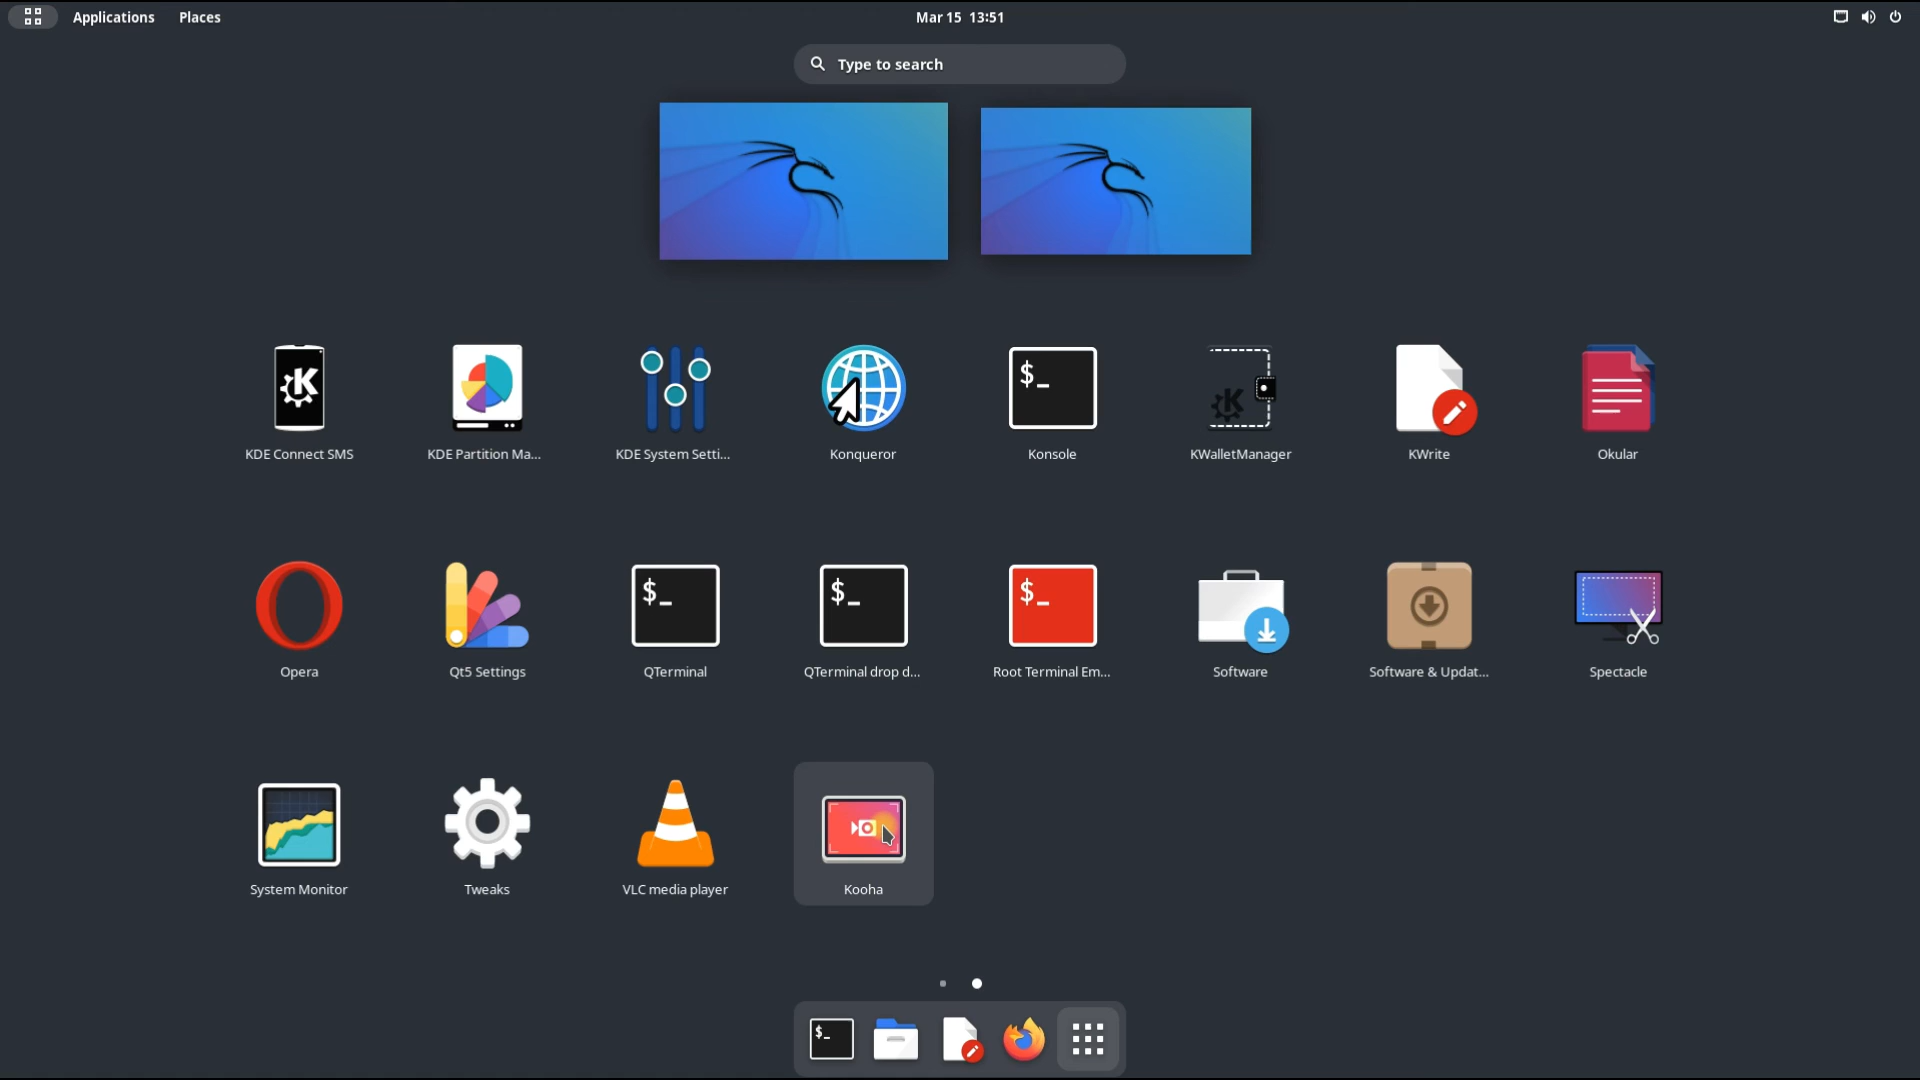 Applications Places Mar 15 13:51
Type to search
KDE Connect SMS KDE Partition Ma... KDE System Setti... Konqueror Konsole KWalletManager KWrite Okular
$_
Opera Qt5 Settings QTerminal QTerminal drop d... Root Terminal Em... Software Software & Updat... Spectacle
$_ $_ $_
System Monitor Tweaks VLC media player Kooha
$_